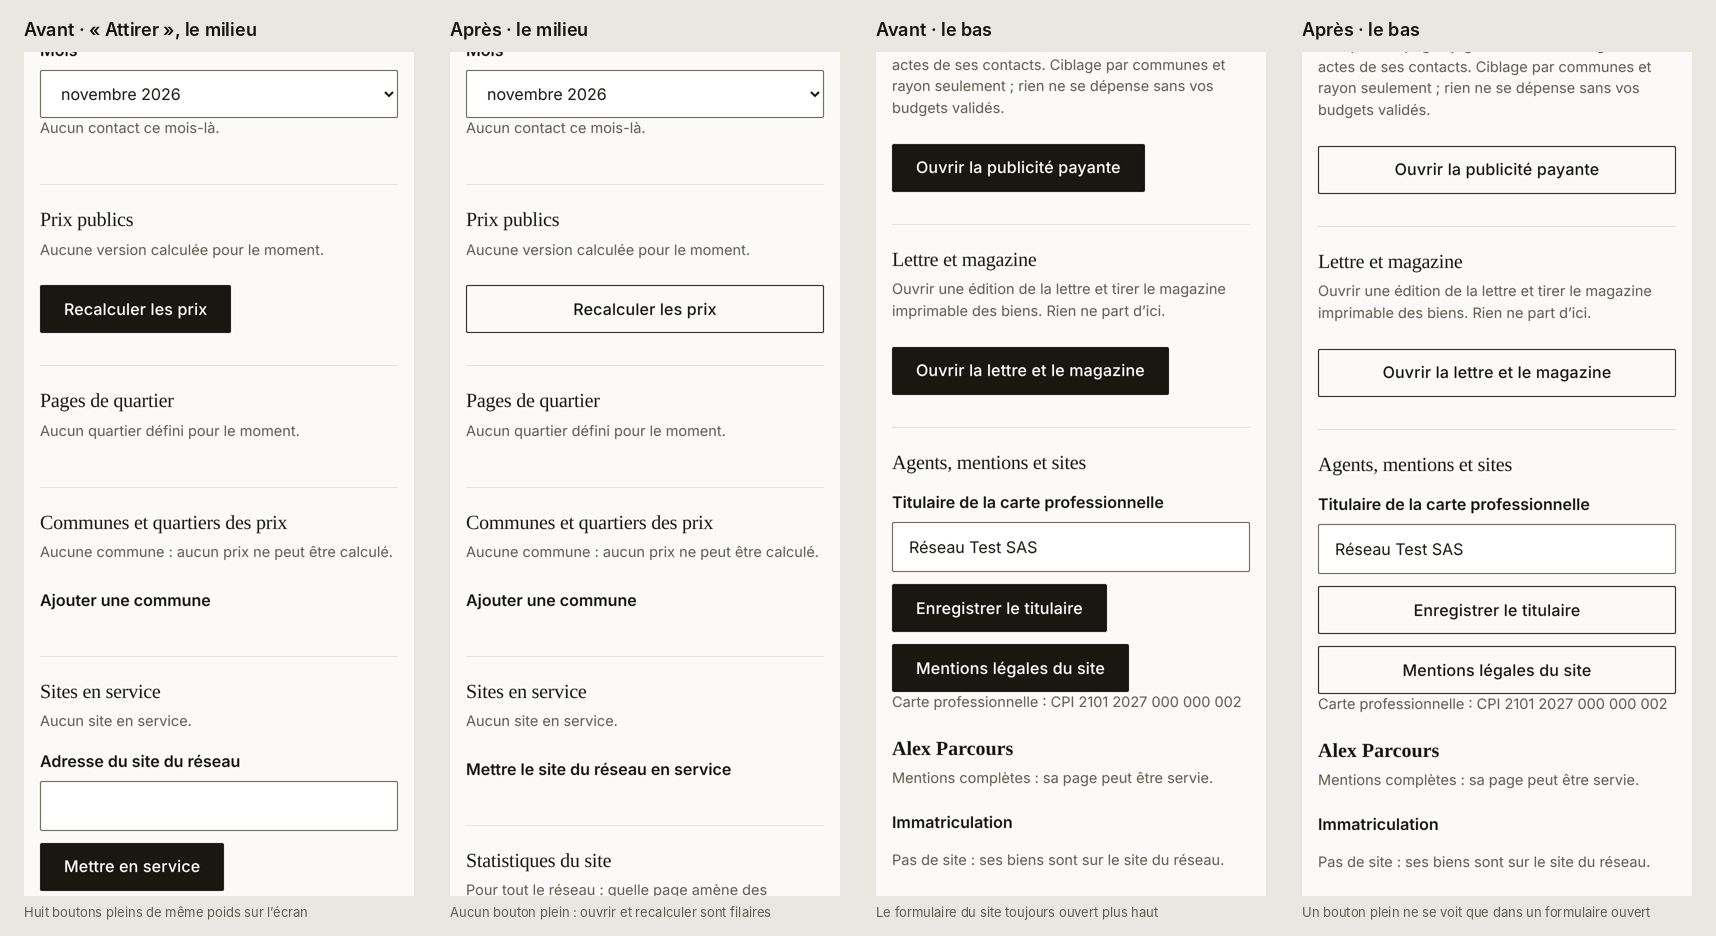 Avant · « Attirer », le milieu
Mois
novembre 2026
Aucun contact ce mois-là.
Prix publics
Aucune version calculée pour le moment.
Recalculer les prix
Pages de quartier
Aucun quartier défini pour le moment.
Communes et quartiers des prix
Aucune commune : aucun prix ne peut être calculé.
Ajouter une commune
Sites en service
Aucun site en service.
Adresse du site du réseau
Mettre en service
Huit boutons pleins de même poids sur l’écran
Après · le milieu
Mois
novembre 2026
Aucun contact ce mois-là.
Prix publics
Aucune version calculée pour le moment.
Recalculer les prix
Pages de quartier
Aucun quartier défini pour le moment.
Communes et quartiers des prix
Aucune commune : aucun prix ne peut être calculé.
Ajouter une commune
Sites en service
Aucun site en service.
Mettre le site du réseau en service
Statistiques du site
Pour tout le réseau : quelle page amène des
Aucun bouton plein : ouvrir et recalculer sont filaires
Avant · le bas
actes de ses contacts. Ciblage par communes et
rayon seulement ; rien ne se dépense sans vos
budgets validés.
Ouvrir la publicité payante
Lettre et magazine
Ouvrir une édition de la lettre et tirer le magazine
imprimable des biens. Rien ne part d’ici.
Ouvrir la lettre et le magazine
Agents, mentions et sites
Titulaire de la carte professionnelle
Réseau Test SAS
Enregistrer le titulaire
Mentions légales du site
Carte professionnelle : CPI 2101 2027 000 000 002
Alex Parcours
Mentions complètes : sa page peut être servie.
Immatriculation
Pas de site : ses biens sont sur le site du réseau.
Le formulaire du site toujours ouvert plus haut
Après · le bas
actes de ses contacts. Ciblage par communes et
rayon seulement ; rien ne se dépense sans vos
budgets validés.
Ouvrir la publicité payante
Lettre et magazine
Ouvrir une édition de la lettre et tirer le magazine
imprimable des biens. Rien ne part d’ici.
Ouvrir la lettre et le magazine
Agents, mentions et sites
Titulaire de la carte professionnelle
Réseau Test SAS
Enregistrer le titulaire
Mentions légales du site
Carte professionnelle : CPI 2101 2027 000 000 002
Alex Parcours
Mentions complètes : sa page peut être servie.
Immatriculation
Pas de site : ses biens sont sur le site du réseau.
Un bouton plein ne se voit que dans un formulaire ouvert